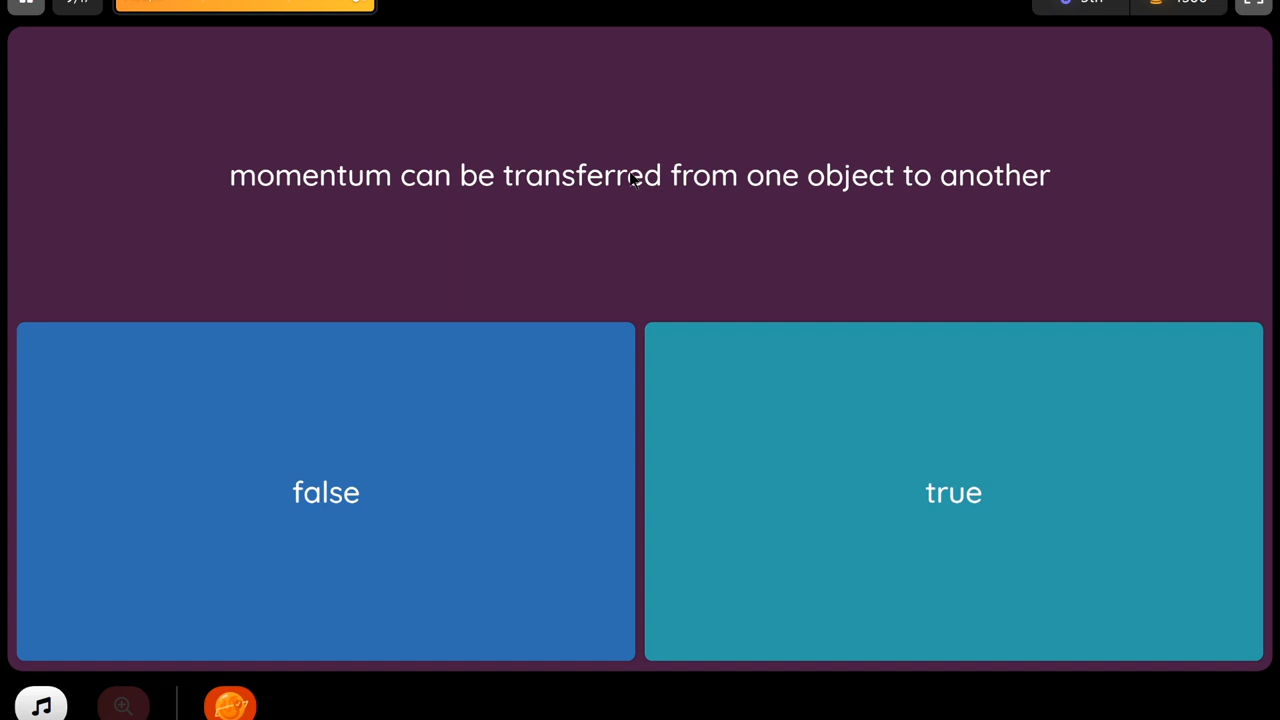 momentum can be transferred from one object to another
false
true